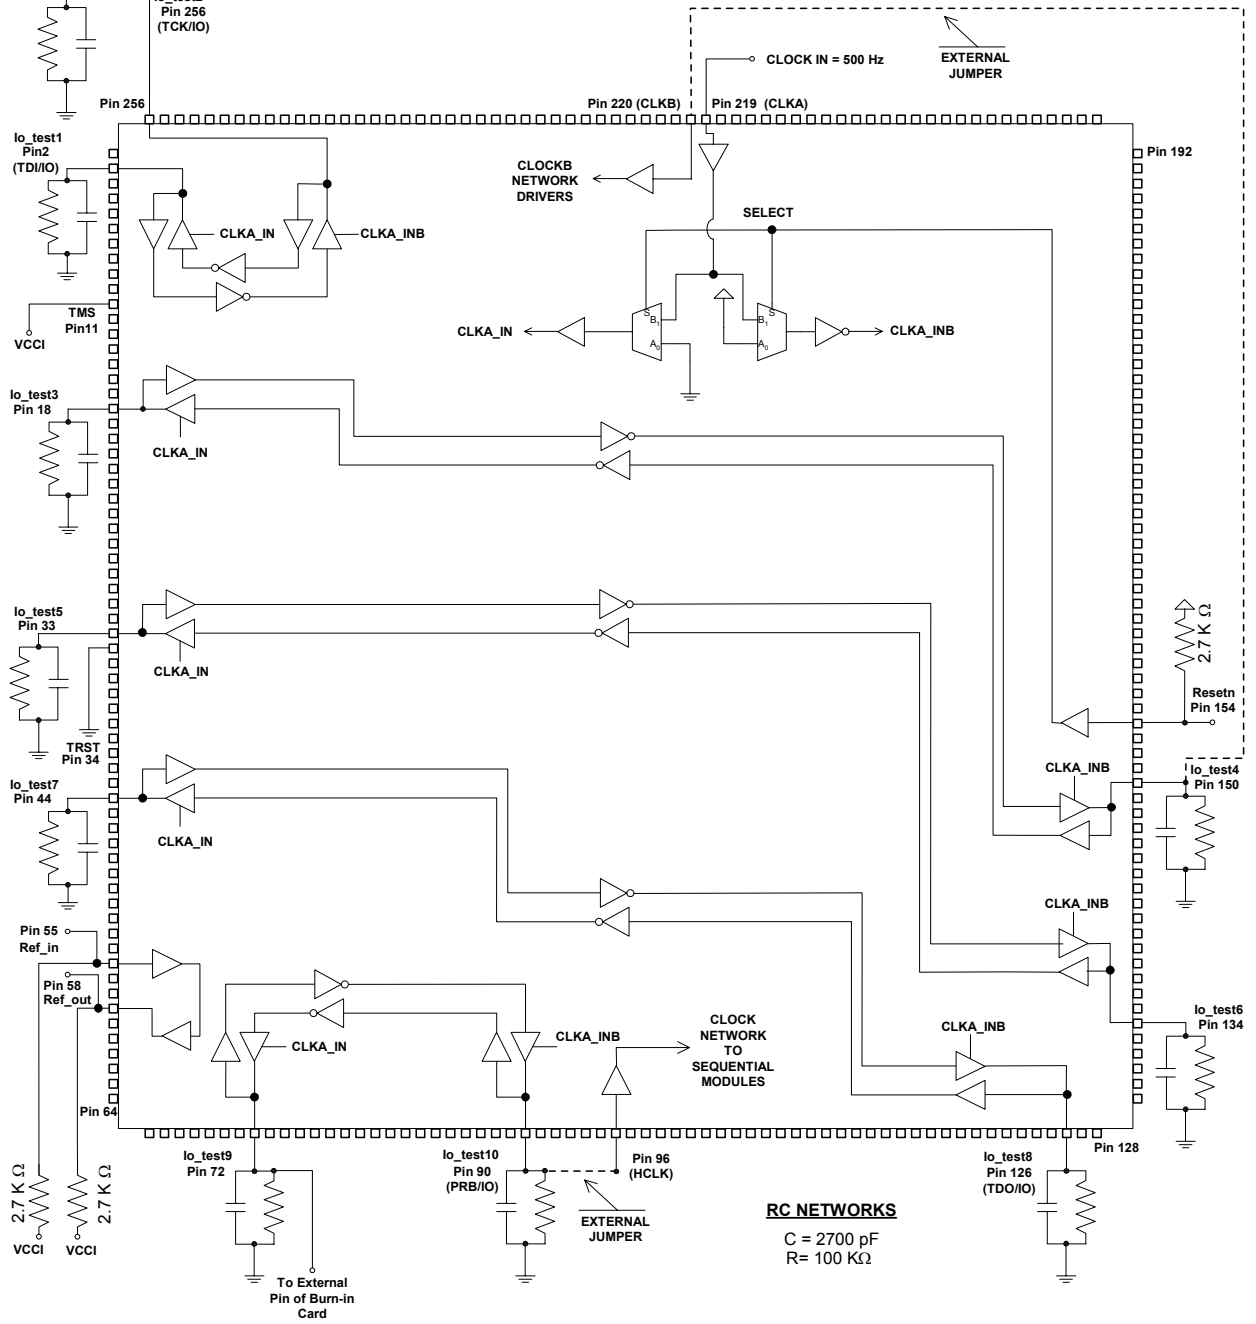 Pin 256
(TCK/IO)
CLOCK IN = 500 Hz
EXTERNAL
JUMPER
Pin 256
Pin 220 (CLKB)
Pin 219 (CLKA)
Io_test1
Pin2
(TDI/IO)
Pin 192
CLOCKB
NETWORK
DRIVERS
SELECT
CLKA_IN
CLKA_INB
TMS
Pin11
VCCI
S
B1
A0
S
B1
A0
CLKA_IN
CLKA_INB
Io_test3
Pin 18
CLKA_IN
Io_test5
Pin 33
CLKA_IN
2.7 K Ω
Resetn
Pin 154
TRST
Pin 34
Io_test7
Pin 44
CLKA_IN
CLKA_INB
Io_test4
Pin 150
CLKA_INB
Pin 55
Ref_in
Pin 58
Ref_out
CLKA_IN
CLKA_INB
CLOCK
NETWORK
TO
SEQUENTIAL
MODULES
CLKA_INB
Io_test6
Pin 134
Pin 64
2.7 K Ω
2.7 K Ω
VCCI
VCCI
Io_test9
Pin 72
Io_test10
Pin 90
(PRB/IO)
Pin 96
(HCLK)
Io_test8
Pin 126
(TDO/IO)
Pin 128
EXTERNAL
JUMPER
To External
Pin of Burn-in
Card
RC NETWORKS
C = 2700 pF
R= 100 KΩ